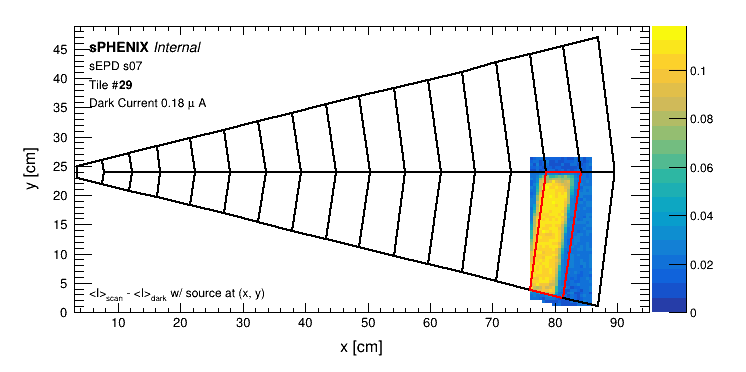 sPHENIX Internal
sEPD s07
Tile #29
Dark Current 0.18 μ A
<I>scan - <I>dark w/ source at (x, y)
y [cm]
45
40
35
30
25
20
15
10
5
0
10 20 30 40 50 60 70 80 90
x [cm]
0.1
0.08
0.06
0.04
0.02
0